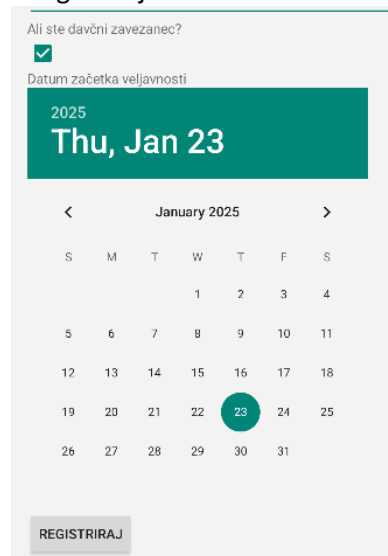 Ali ste davčni zavezanec?
Datum začetka veljavnosti
2025
Thu, Jan 23
January 2025
S M T W T F S
1 2 3 4
5 6 7 8 9 10 11
12 13 14 15 16 17 18
19 20 21 22 23 24 25
26 27 28 29 30 31
REGISTRIRAJ